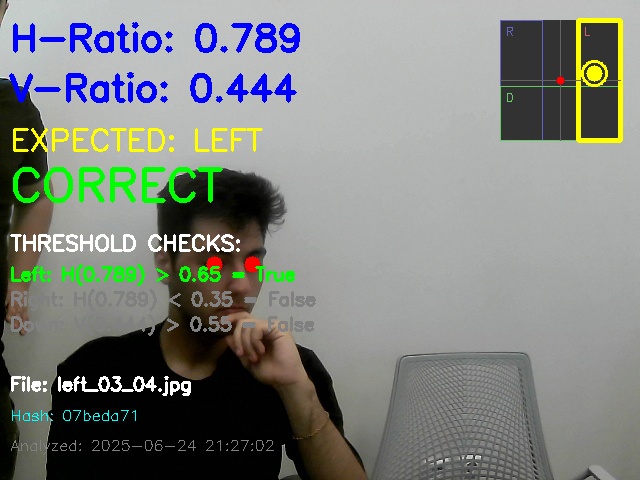 H-Ratio: 0.789
V-Ratio: 0.444
EXPECTED: LEFT
CORRECT
THRESHOLD CHECKS:
Left: H(0.789) > 0.65 = True
Right: H(0.789) < 0.35 = False
Down: V(0.444) > 0.55 = False
File: left_03_04.jpg
Hash: 07beda71
Analyzed: 2025-06-24 21:27:02
R
L
D